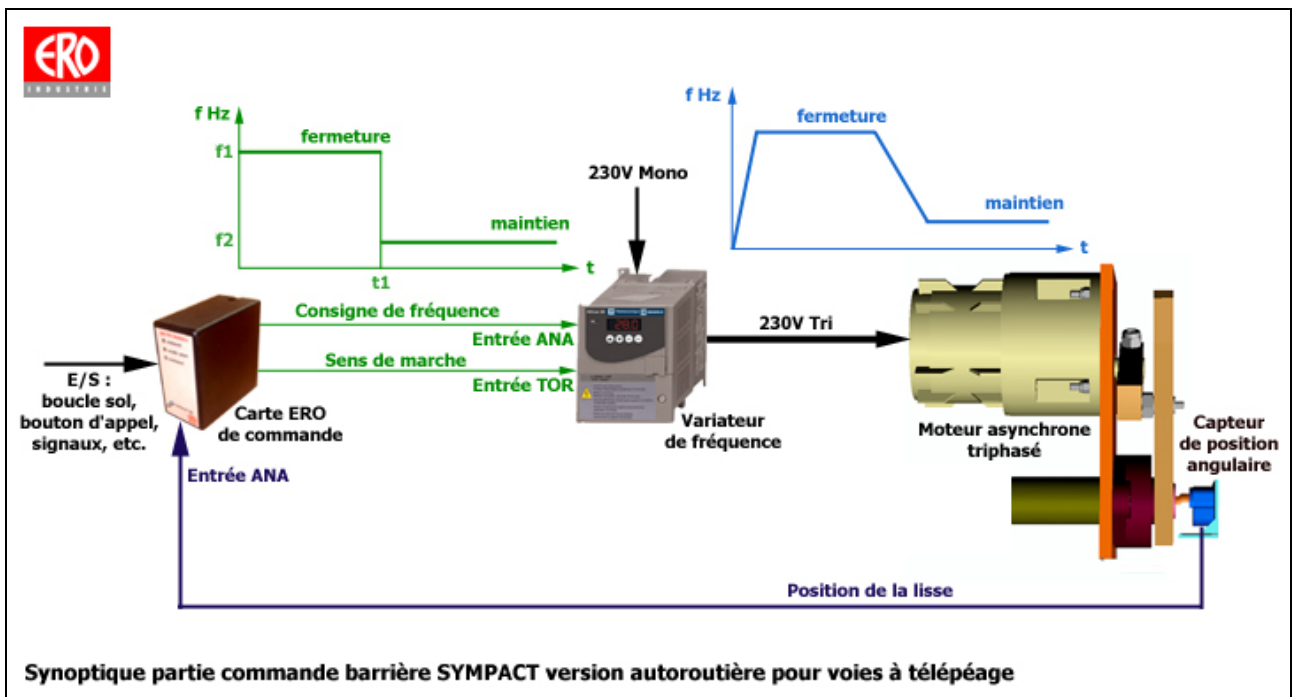 ERO
INDUSTRIE
f Hz
f1
fermeture
f2
maintien
t1
t
230V Mono
f Hz
fermeture
maintien
t
Consigne de fréquence
Entrée ANA
Sens de marche
Entrée TOR
230V Tri
E/S :
boucle sol,
bouton d'appel,
signaux, etc.
Carte ERO
de commande
Variateur
de fréquence
Moteur asynchrone
triphasé
Capteur
de position
angulaire
Entrée ANA
Position de la lisse
Synoptique partie commande barrière SYMPACT version autoroutière pour voies à télépéage